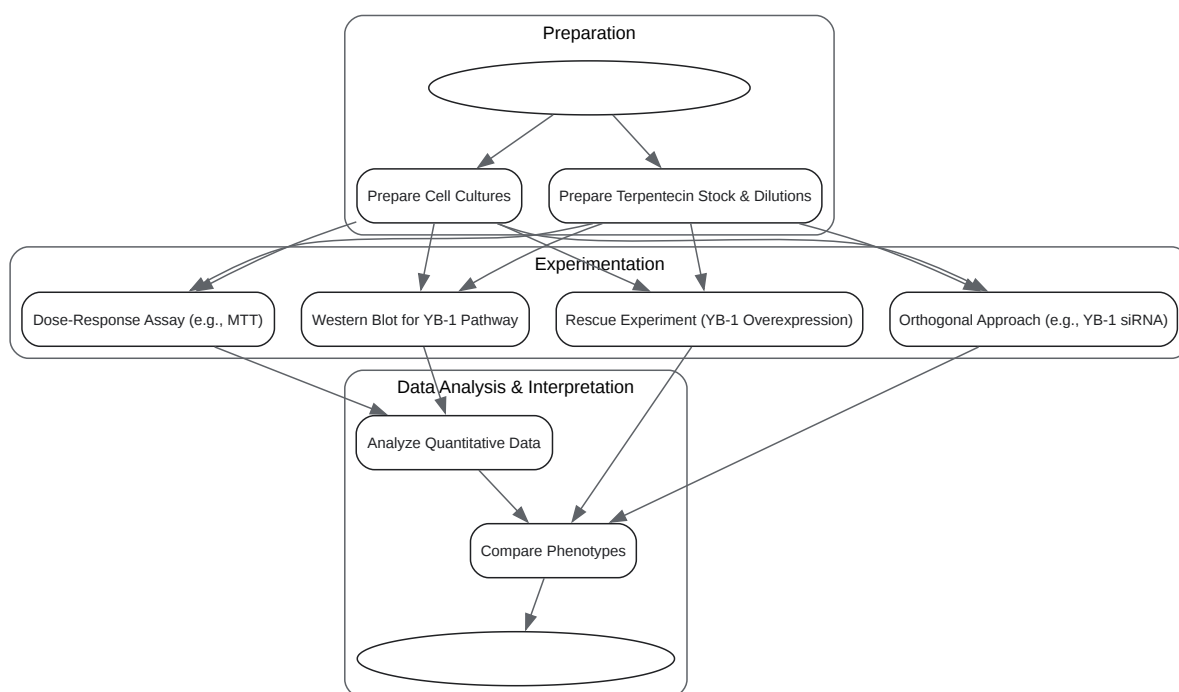 Preparation
Prepare Cell Cultures
Prepare Terpentecin Stock & Dilutions
Experimentation
Dose-Response Assay (e.g., MTT)
Western Blot for YB-1 Pathway
Rescue Experiment (YB-1 Overexpression)
Orthogonal Approach (e.g., YB-1 siRNA)
Data Analysis & Interpretation
Analyze Quantitative Data
Compare Phenotypes